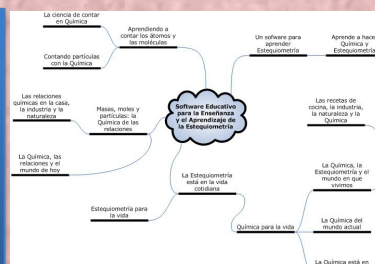 La ciencia de contar
en Química
Contando partículas
con la Química
Aprendiendo a
contar los átomos y
las moléculas
Un sofware para
aprender
Estequiometría
Aprende a hace
Química y
Estequiometría
Software Educativo
para la Enseñanza
y el Aprendizaje de
la Estequiometría
Las relaciones
químicas en la casa,
la industria y la
naturaleza
Masas, moles y
partículas: la
Química de las
relaciones
La Química, las
relaciones y el
mundo de hoy
Las recetas de
cocina, la industria,
la naturaleza y la
Química
La Estequiometría
está en la vida
cotidiana
Estequiometría para
la vida
Química para la vida
La Química, la
Estequiometría y el
mundo en que
vivimos
La Química del
mundo actual
La Química está en